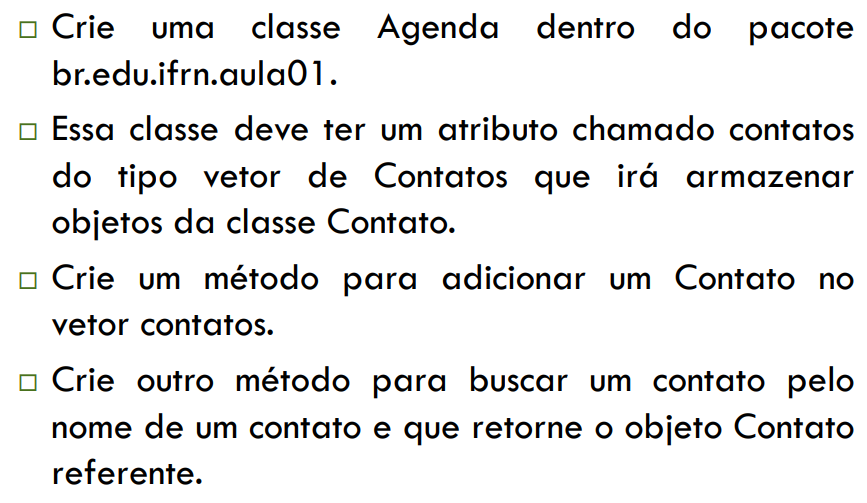 Crie uma classe Agenda dentro do pacote
br.edu.ifrn.aula01.
Essa classe deve ter um atributo chamado contatos
do tipo vetor de Contatos que irá armazenar
objetos da classe Contato.
Crie um método para adicionar um Contato no
vetor contatos.
Crie outro método para buscar um contato pelo
nome de um contato e que retorne o objeto Contato
referente.